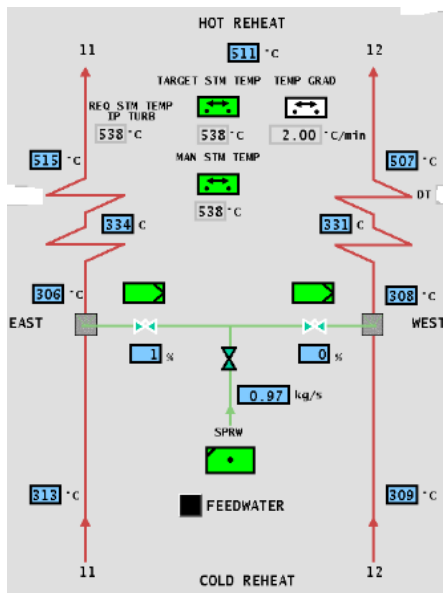 HOT REHEAT
11 12
511 °C
TARGET STM TEMP TEMP GRAD
REQ STM TEMP
IP TURB
538 °C 538 °C 2.00 °C/min
MAN STM TEMP
515 °C 507 °C
538 °C
DT
334 C 331 C
306 °C 308 °C
EAST WEST
1 % 0 %
0.97 kg/s
SPRW
313 °C 309 °C
FEEDWATER
11 12
COLD REHEAT